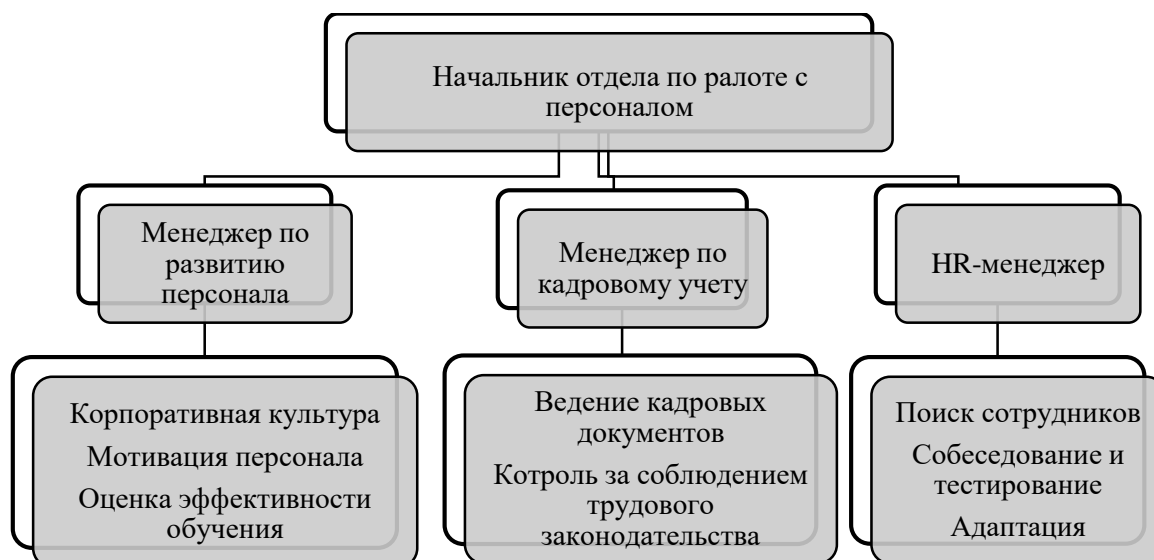 Начальник отдела по ралоте с
персоналом
Менеджер по
развитию
персонала
Менеджер по
кадровому учету
HR-менеджер
Корпоративная культура
Мотивация персонала
Оценка эффективности
обучения
Ведение кадровых
документов
Котроль за соблюдением
трудового
законодательства
Поиск сотрудников
Собеседование и
тестирование
Адаптация